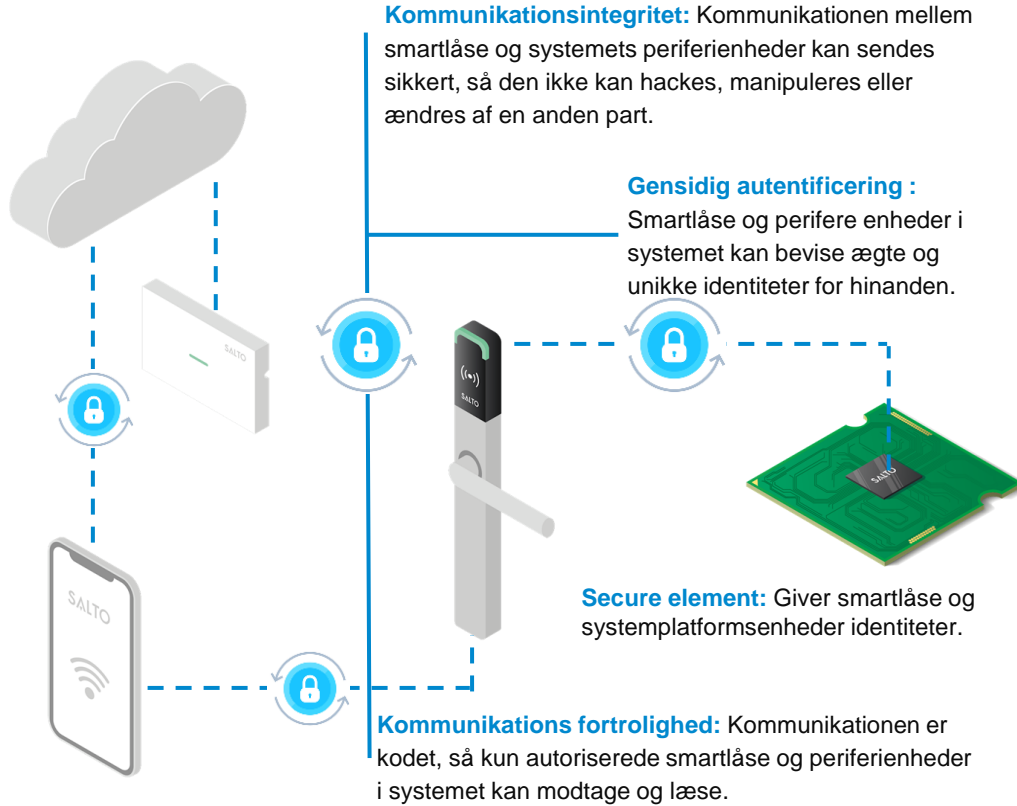 Kommunikationsintegritet: Kommunikationen mellem
smartlåse og systemets periferienheder kan sendes
sikkert, så den ikke kan hackes, manipuleres eller
ændres af en anden part.
Gensidig autentificering :
Smartlåse og perifere enheder i
systemet kan bevise ægte og
unikke identiteter for hinanden.
SALTO
SALTO
SALTO
Secure element: Giver smartlåse og
systemplatformsenheder identiteter.
SALTO
Kommunikations fortrolighed: Kommunikationen er
kodet, så kun autoriserede smartlåse og periferienheder
i systemet kan modtage og læse.